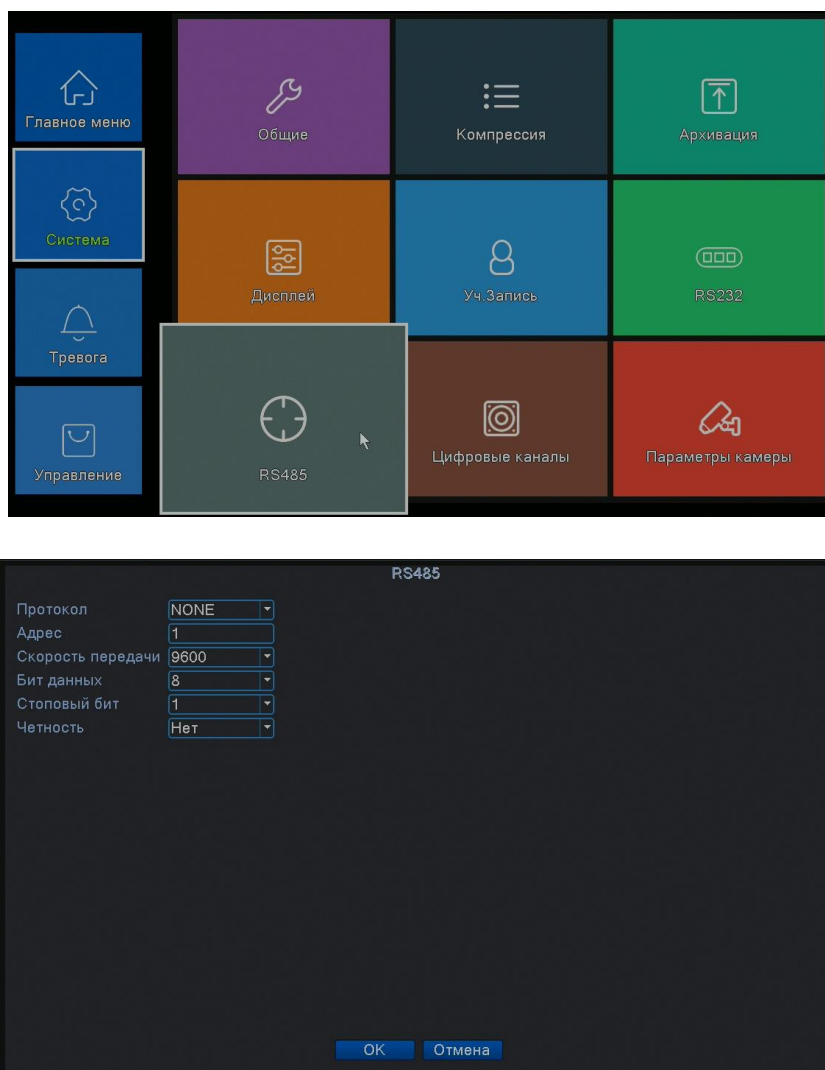 Главное меню
Общие
Компрессия
Архивация
Система
Дисплей
Уч.Запись
RS232
Тревога
Управление
RS485
Цифровые каналы
Параметры камеры
RS485
Протокол NONE
Адрес 1
Скорость передачи 9600
Бит данных 8
Стоповый бит 1
Четность Нет
OK Отмена